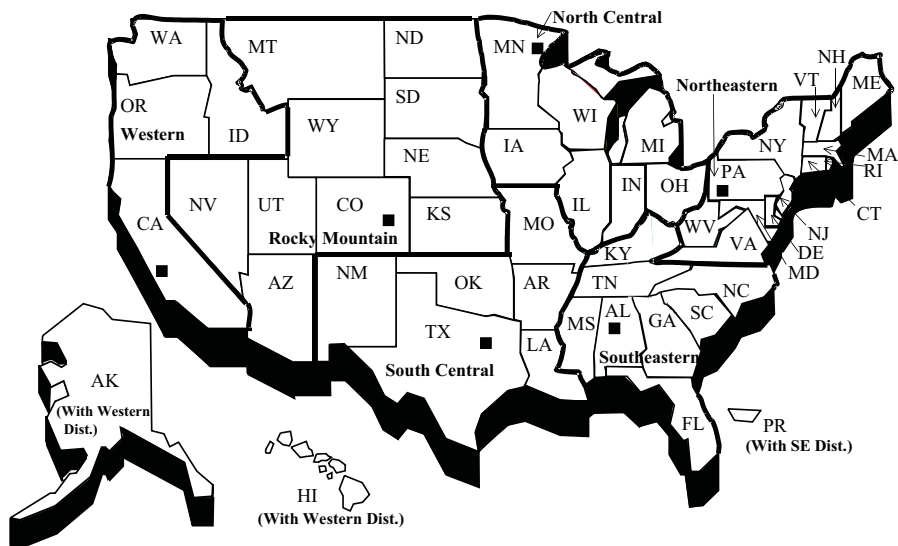 North Central
WA
MT
ND
MN
NH
VT
ME
Northeastern
OR
Western
ID
WY
SD
WI
MI
NY
NE
IA
MA
RI
PA
IL
IN
OH
CT
NV
UT
CO
KS
MO
WV
NJ
VA
DE
MD
Rocky Mountain
CA
KY
AZ
NM
OK
AR
TN
NC
SC
MS
AL
GA
TX
LA
Southeastern
South Central
AK
(With Western
Dist.)
FL
PR
(With SE Dist.)
HI
(With Western Dist.)